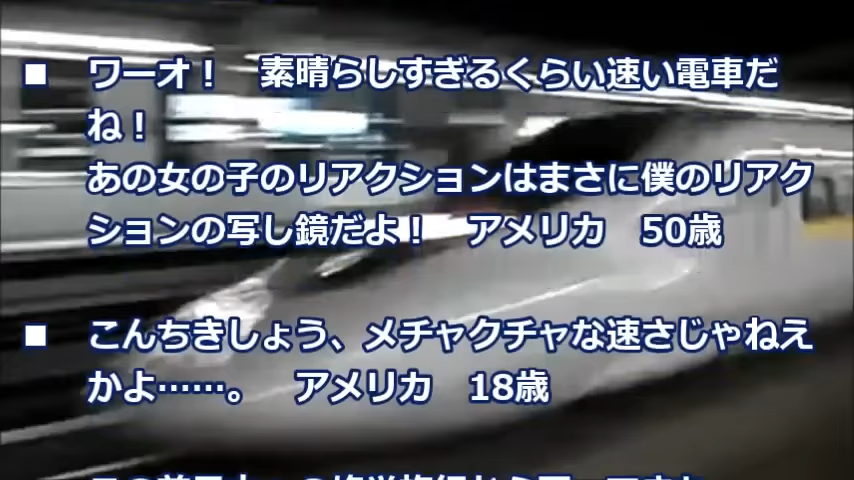 ■ ワーオ！ 素晴らしすぎるくらい速い電車だ
ね！
あの女の子のリアクションはまさに僕のリアク
ションの写し鏡だよ！ アメリカ 50歳
■ こんちきしょう、メチャクチャな速さじゃねえ
かよ……。 アメリカ 18歳